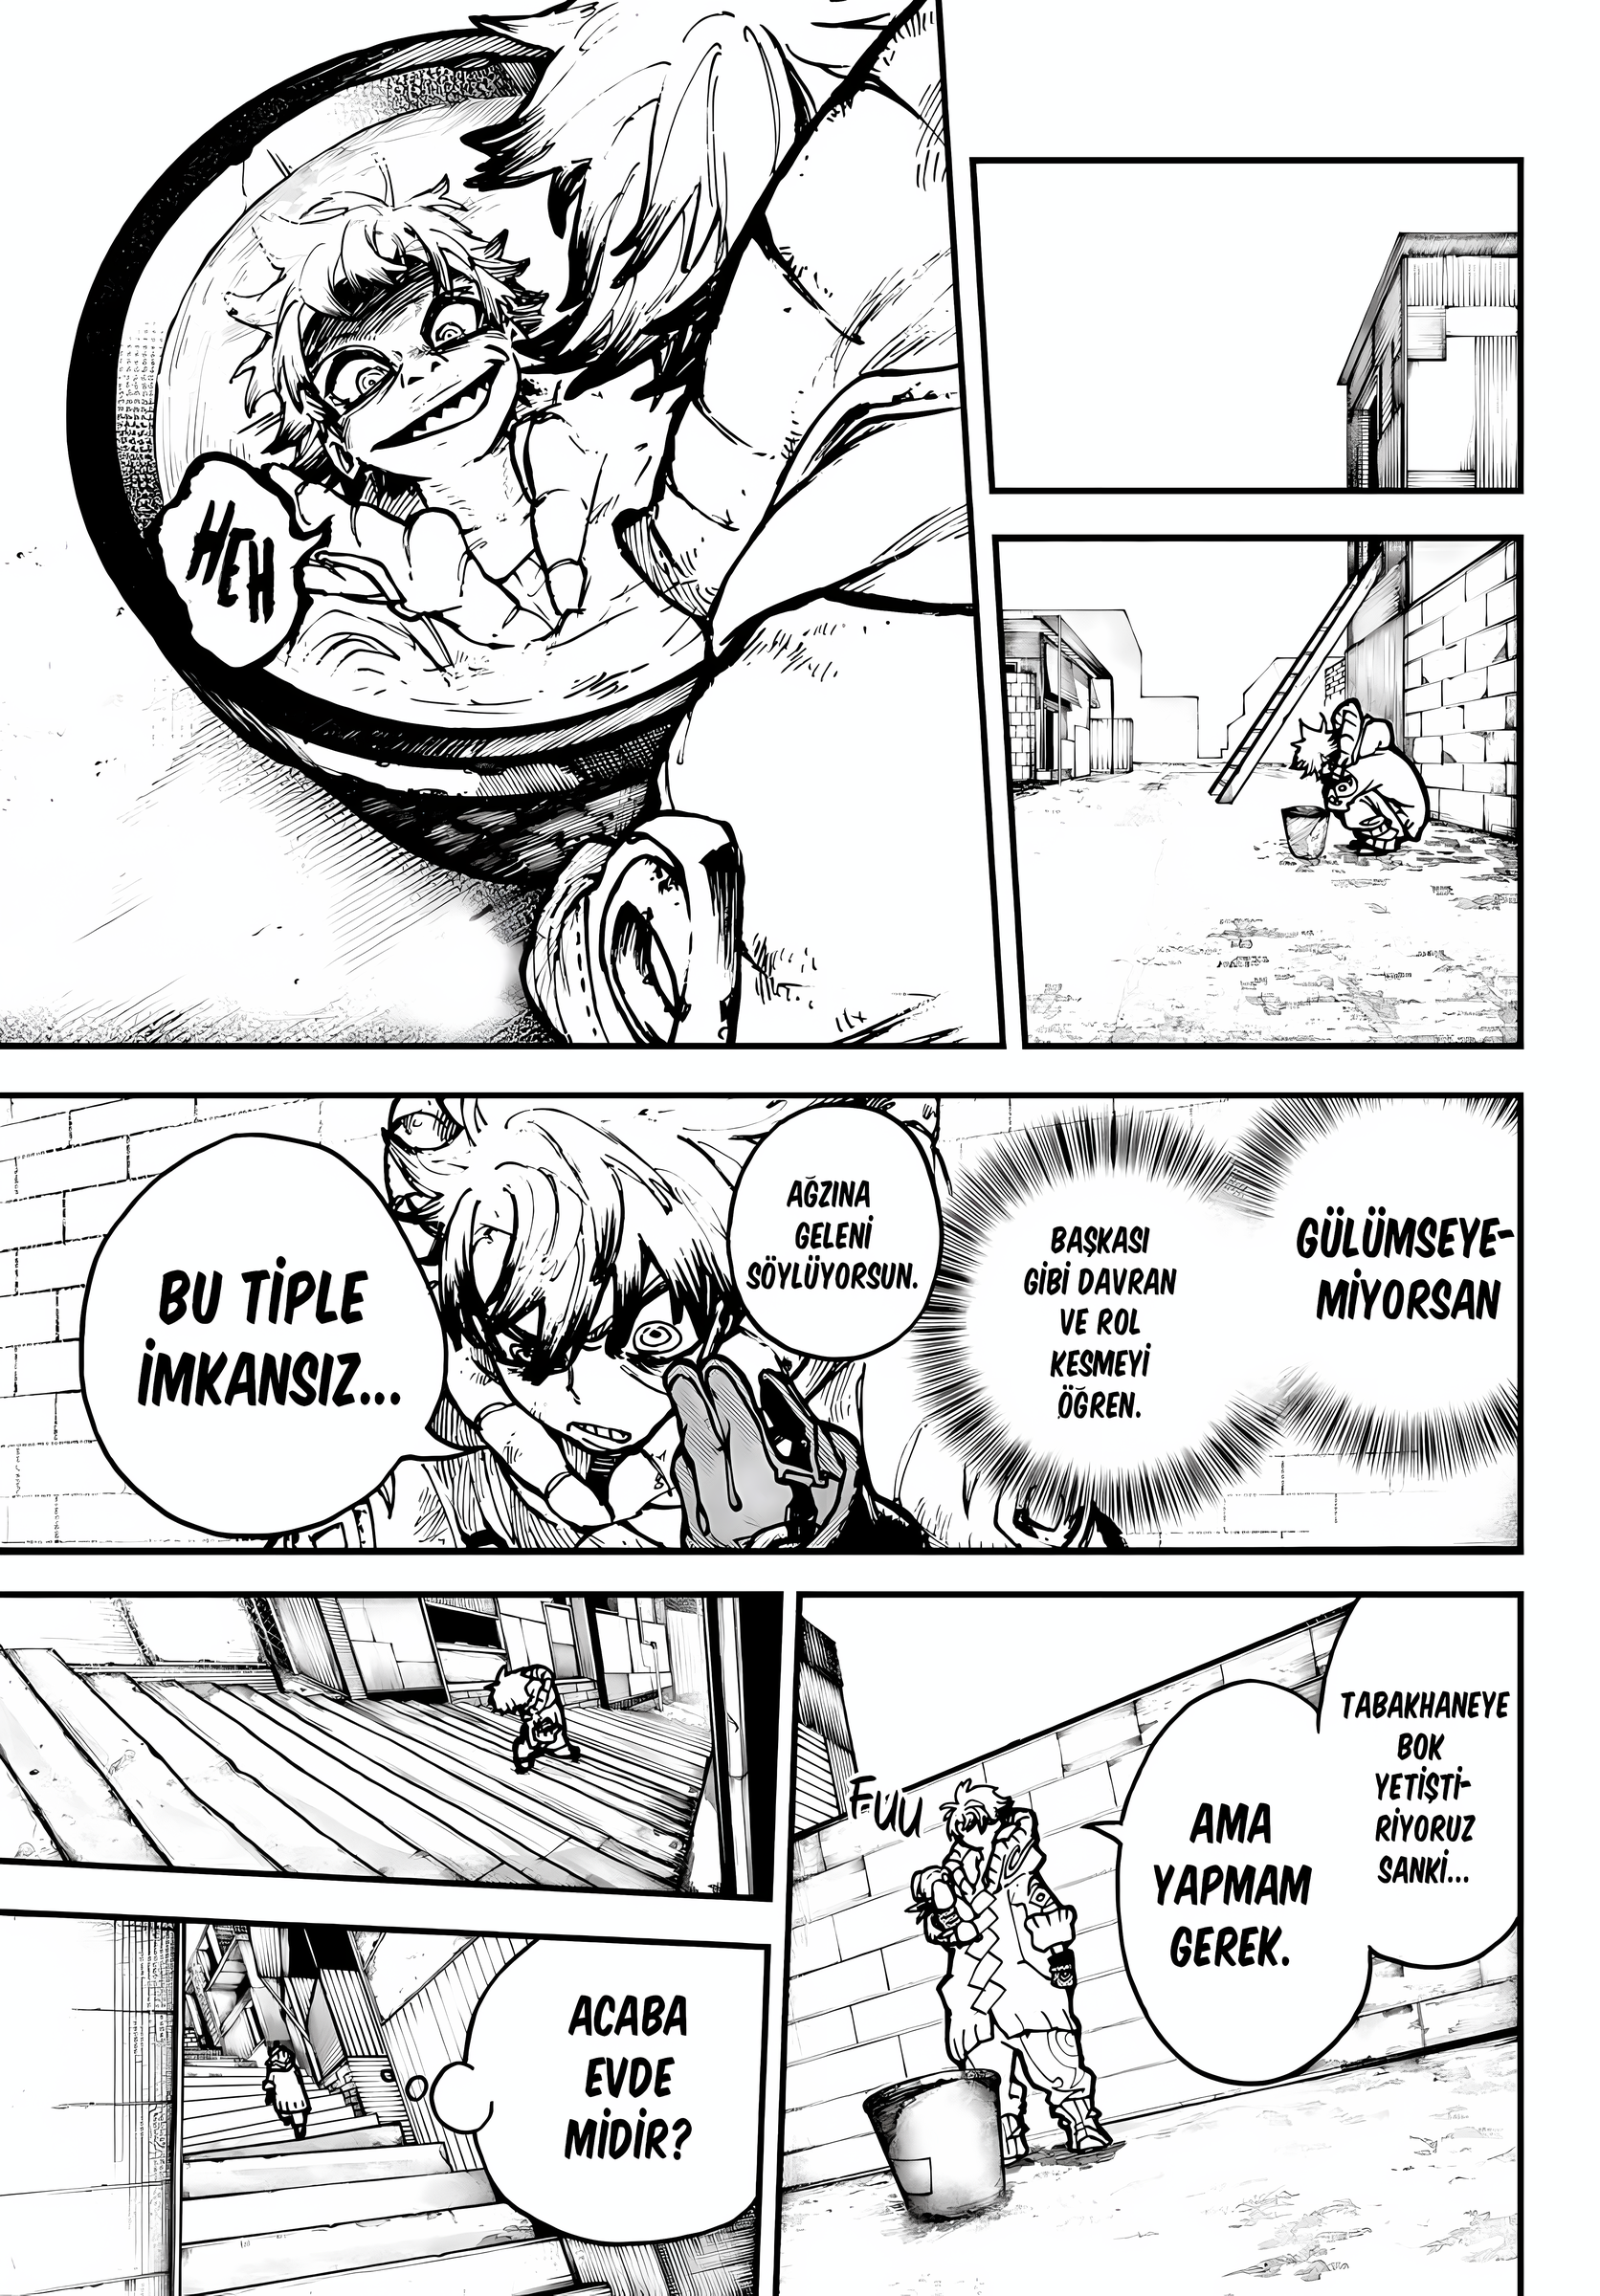 HEH
GÜLÜMSEYE-
MİYORSAN
BAŞKASI
GİBİ DAVRAN
VE ROL
KESMEYİ
ÖĞREN.
AĞZINA
GELENİ
SÖYLÜYORSUN.
BU TİPLE
İMKANSIZ...
TABAKHANEYE
BOK
YETİŞTİ-
RİYORUZ
SANKİ...
AMA
YAPMAM
GEREK.
FUU
ACABA
EVDE
MİDİR?